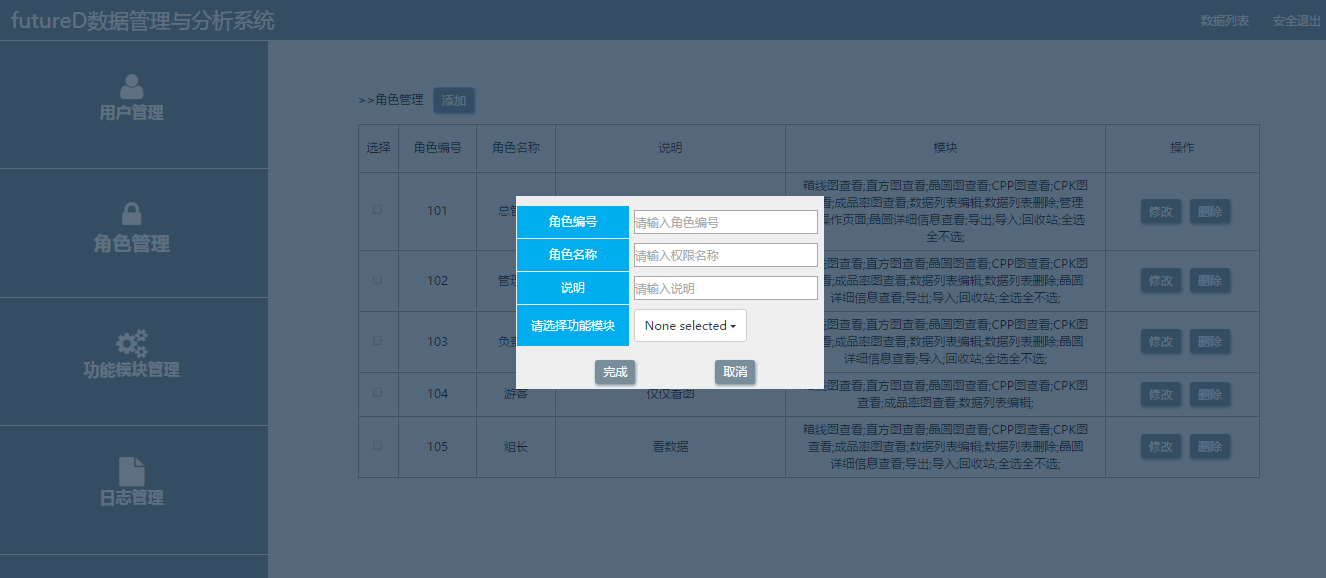 futureD数据管理与分析系统
数据列表 安全退出
用户管理
角色管理
功能模块管理
日志管理
>>角色管理 添加
选择 角色编号 角色名称 说明 模块 操作
101
箱线图查看;直方图查看;晶圆图查看;CPP图查看;CPK图
看;成品率图查看;数据列表编辑;数据列表删除;管理
操作页面;晶圆详细信息查看;导出;导入;回收站;全选
全不选;
修改 删除
102 管理
图查看;直方图查看;晶圆图查看;CPP图查看;CPK图
看;成品率图查看;数据列表编辑;数据列表删除;晶圆
详细信息查看;导出;导入;回收站;全选全不选;
修改 删除
103
图查看;直方图查看;晶圆图查看;CPP图查看;CPK图
看;成品率图查看;数据列表编辑;数据列表删除;晶圆
详细信息查看;导出;导入;回收站;全选全不选;
修改 删除
104 游客 仅仅看图
图查看;直方图查看;晶圆图查看;CPP图查看;CPK图
查看;成品率图查看;数据列表编辑;
修改 删除
105 组长 看数据
箱线图查看;直方图查看;晶圆图查看;CPP图查看;CPK图
查看;成品率图查看;数据列表编辑;数据列表删除;晶圆
详细信息查看;导出;导入;回收站;全选全不选;
修改 删除
角色编号 请输入角色编号
角色名称 请输入权限名称
说明 请输入说明
请选择功能模块 None selected
完成 取消